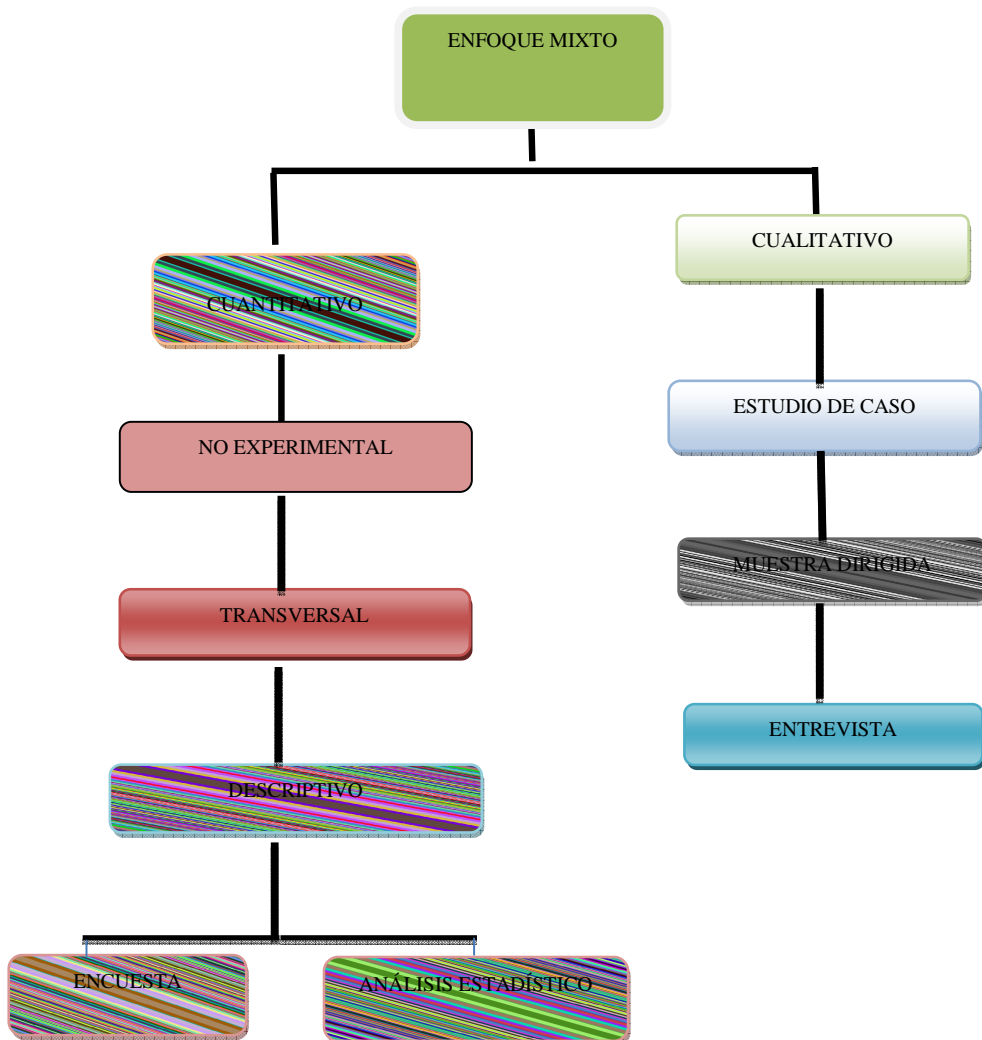 ENFOQUE MIXTO
CUALITATIVO
CUANTITATIVO
ESTUDIO DE CASO
NO EXPERIMENTAL
MUESTRA DIRIGIDA
TRANSVERSAL
ENTREVISTA
DESCRIPTIVO
ENCUESTA
ANÁLISIS ESTADÍSTICO